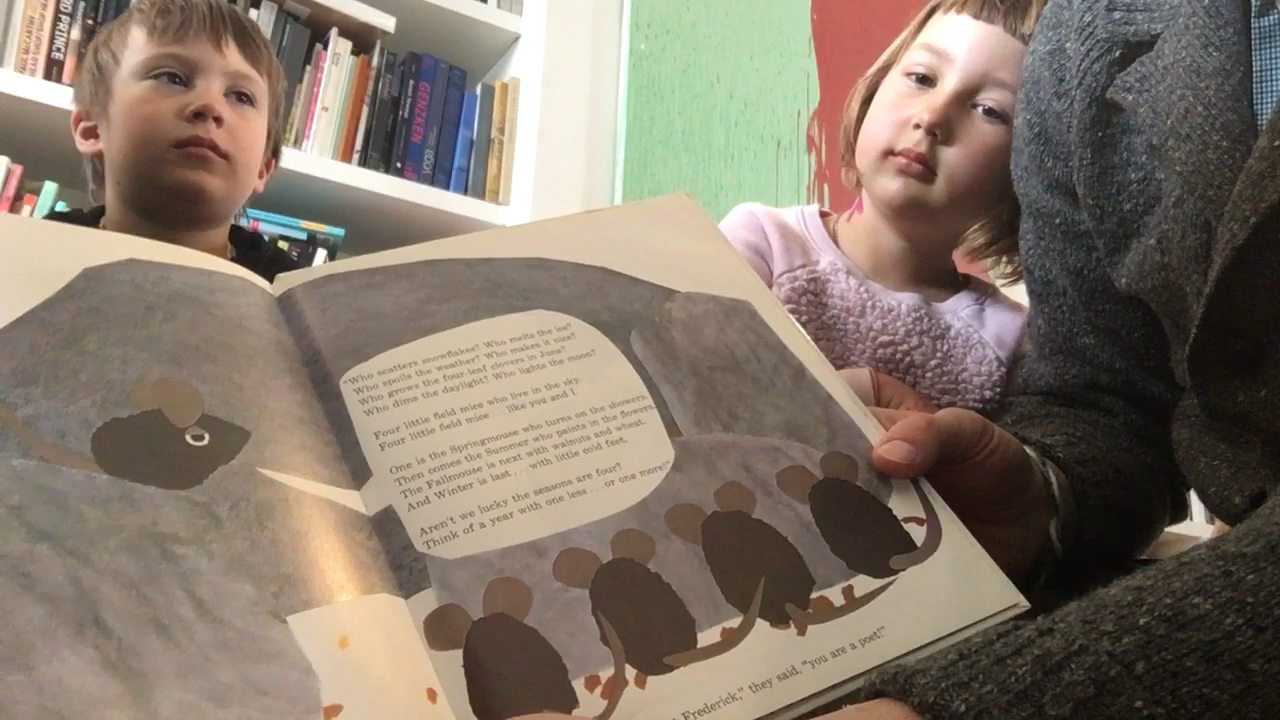 RD PRINCE
PAUL MCCARTHY
GENZKEN
EGGY
"Who scatters snowflakes? Who melts the ice?
Who spoils the weather? Who makes it nice?
Who grows the four-leaf clovers in June?
Who dims the daylight? Who lights the moon?
Four little field mice who live in the sky.
Four little field mice . . . like you and I.
One is the Springmouse who turns on the showers.
Then comes the Summer who paints in the flowers.
The Fallmouse is next with walnuts and wheat.
And Winter is last . . . with little cold feet.
Aren't we lucky the seasons are four?
Think of a year with one less . . . or one more!"
Frederick," they said, "you are a poet!"